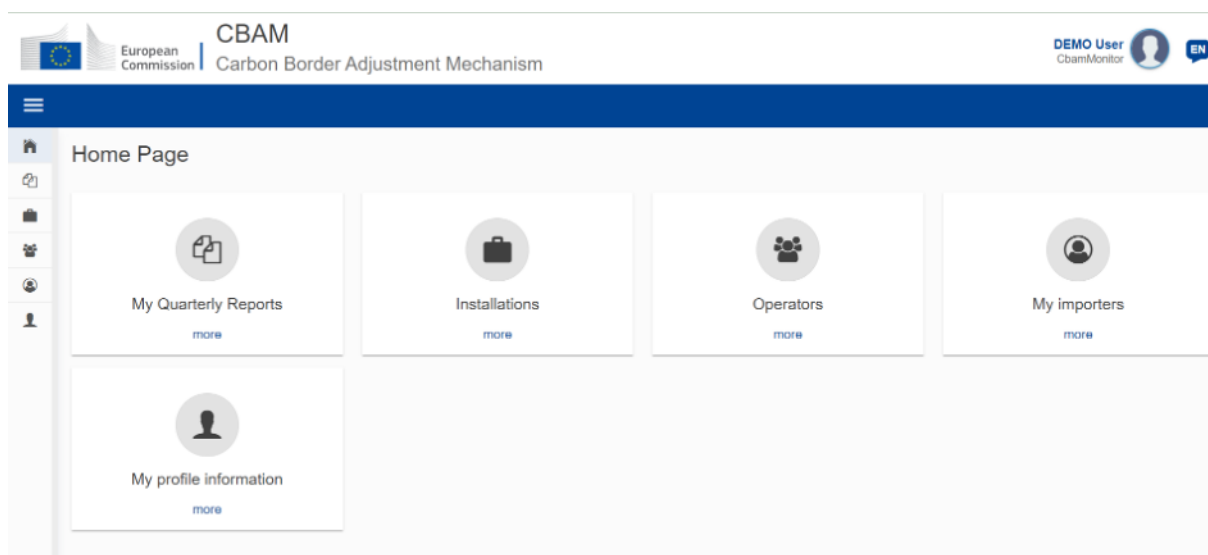 CBAM
European
Commission
Carbon Border Adjustment Mechanism
DEMO User
CbamMonitor
EN
Home Page
My Quarterly Reports
more
Installations
more
Operators
more
My importers
more
My profile information
more